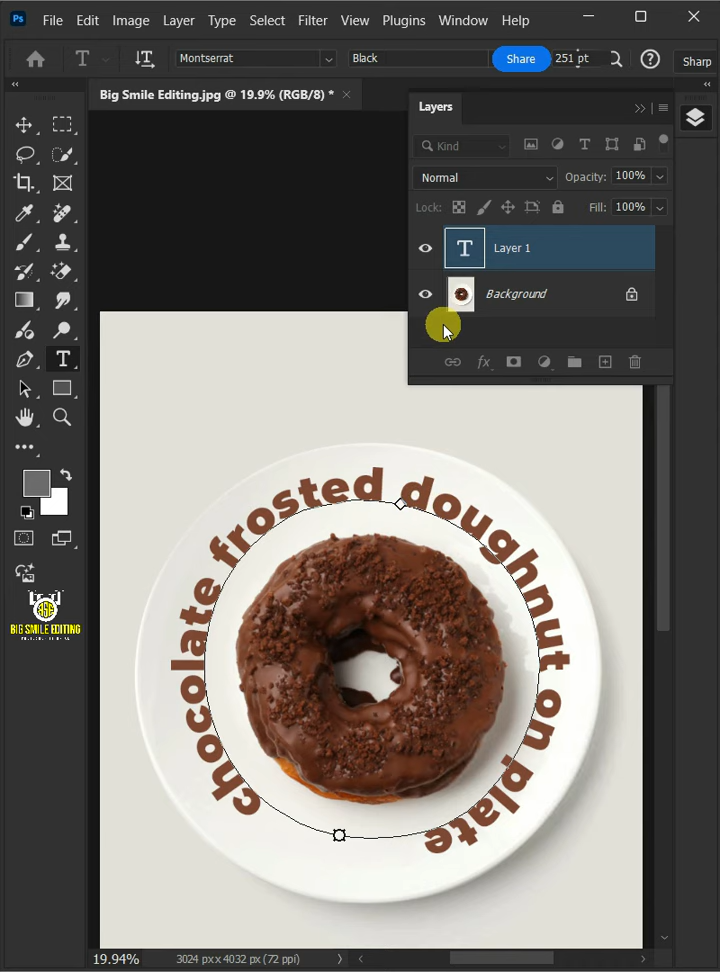 Ps File Edit Image Layer Type Select Filter View Plugins Window Help
T T Montserrat Black Share 251 pt Sharp
Big Smile Editing.jpg @ 19.9% (RGB/8) *
Layers
Kind T
Normal Opacity: 100%
Lock: Fill: 100%
T Layer 1
Background
fx
T
BIG SMILE EDITING
chocolate frosted doughnut on plate
19.94% 3024 px x 4032 px (72 ppi)